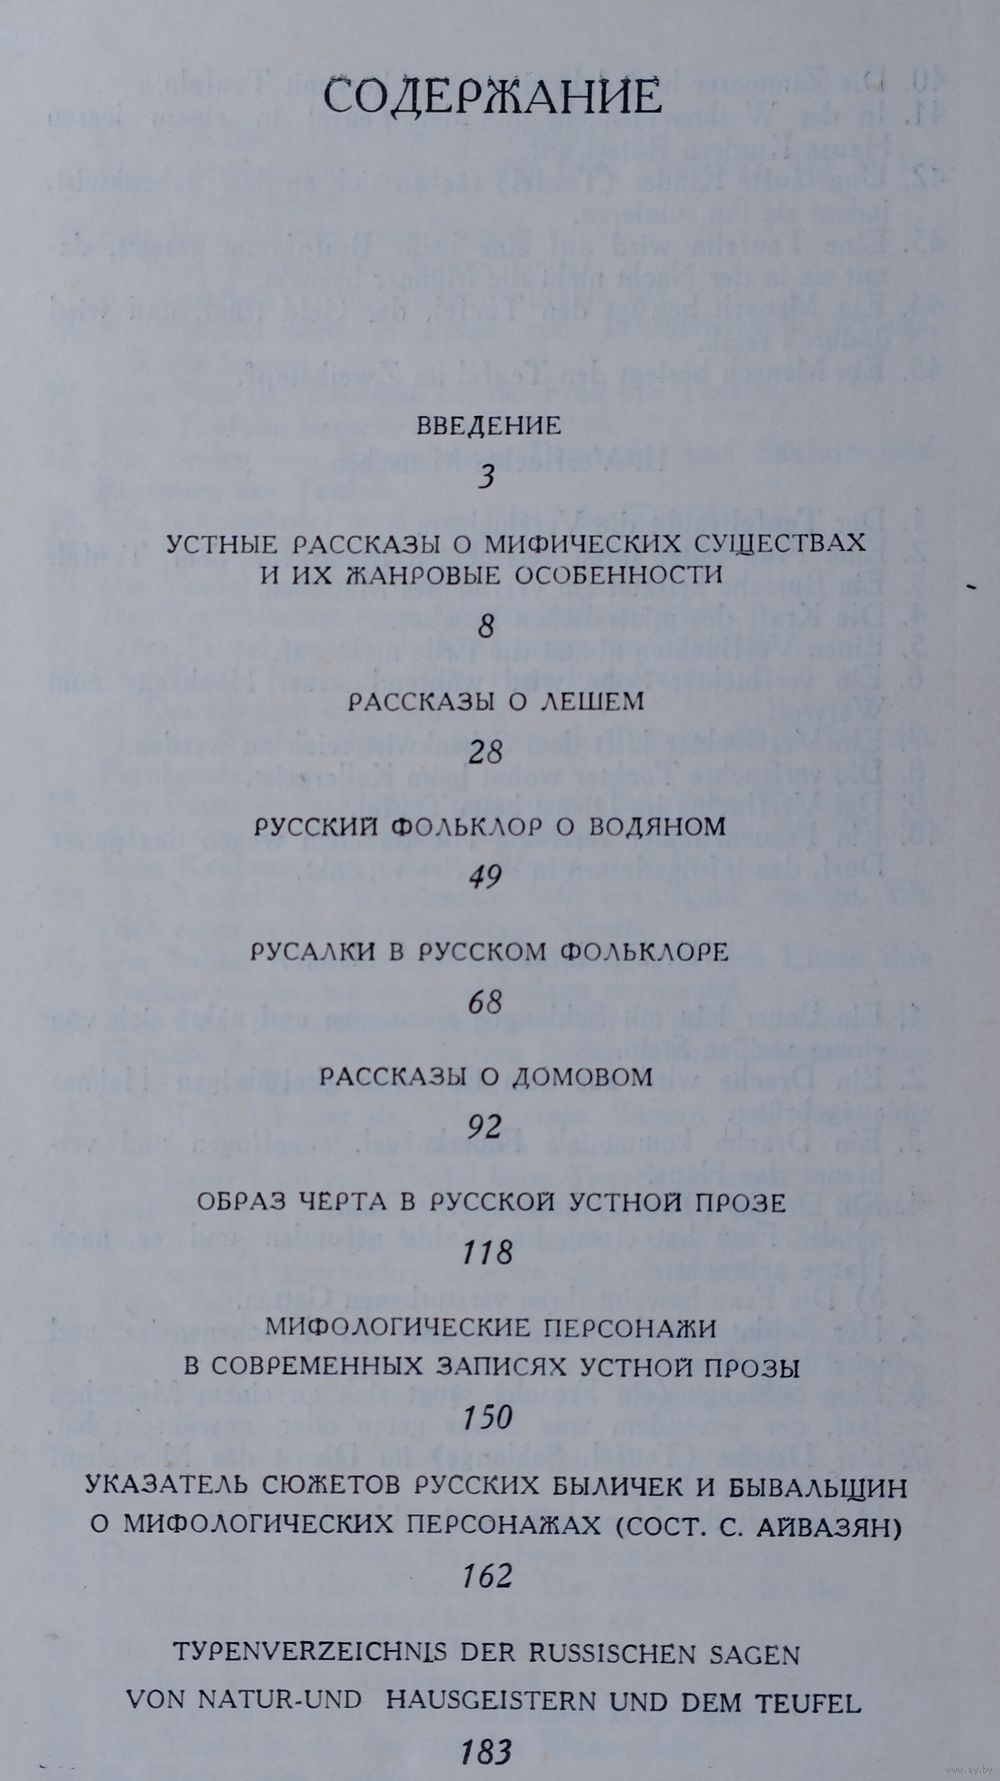 СОДЕРЖАНИЕ
ВВЕДЕНИЕ
3
УСТНЫЕ РАССКАЗЫ О МИФИЧЕСКИХ СУЩЕСТВАХ
И ИХ ЖАНРОВЫЕ ОСОБЕННОСТИ
8
РАССКАЗЫ О ЛЕШЕМ
28
РУССКИЙ ФОЛЬКЛОР О ВОДЯНОМ
49
РУСАЛКИ В РУССКОМ ФОЛЬКЛОРЕ
68
РАССКАЗЫ О ДОМОВОМ
92
ОБРАЗ ЧЕРТА В РУССКОЙ УСТНОЙ ПРОЗЕ
118
МИФОЛОГИЧЕСКИЕ ПЕРСОНАЖИ
В СОВРЕМЕННЫХ ЗАПИСЯХ УСТНОЙ ПРОЗЫ
150
УКАЗАТЕЛЬ СЮЖЕТОВ РУССКИХ БЫЛИЧЕК И БЫВАЛЬЩИН
О МИФОЛОГИЧЕСКИХ ПЕРСОНАЖАХ (СОСТ. С. АЙВАЗЯН)
162
TYPENVERZEICHNIS DER RUSSISCHEN SAGEN
VON NATUR-UND HAUSGEISTERN UND DEM TEUFEL
183
www.ay.by